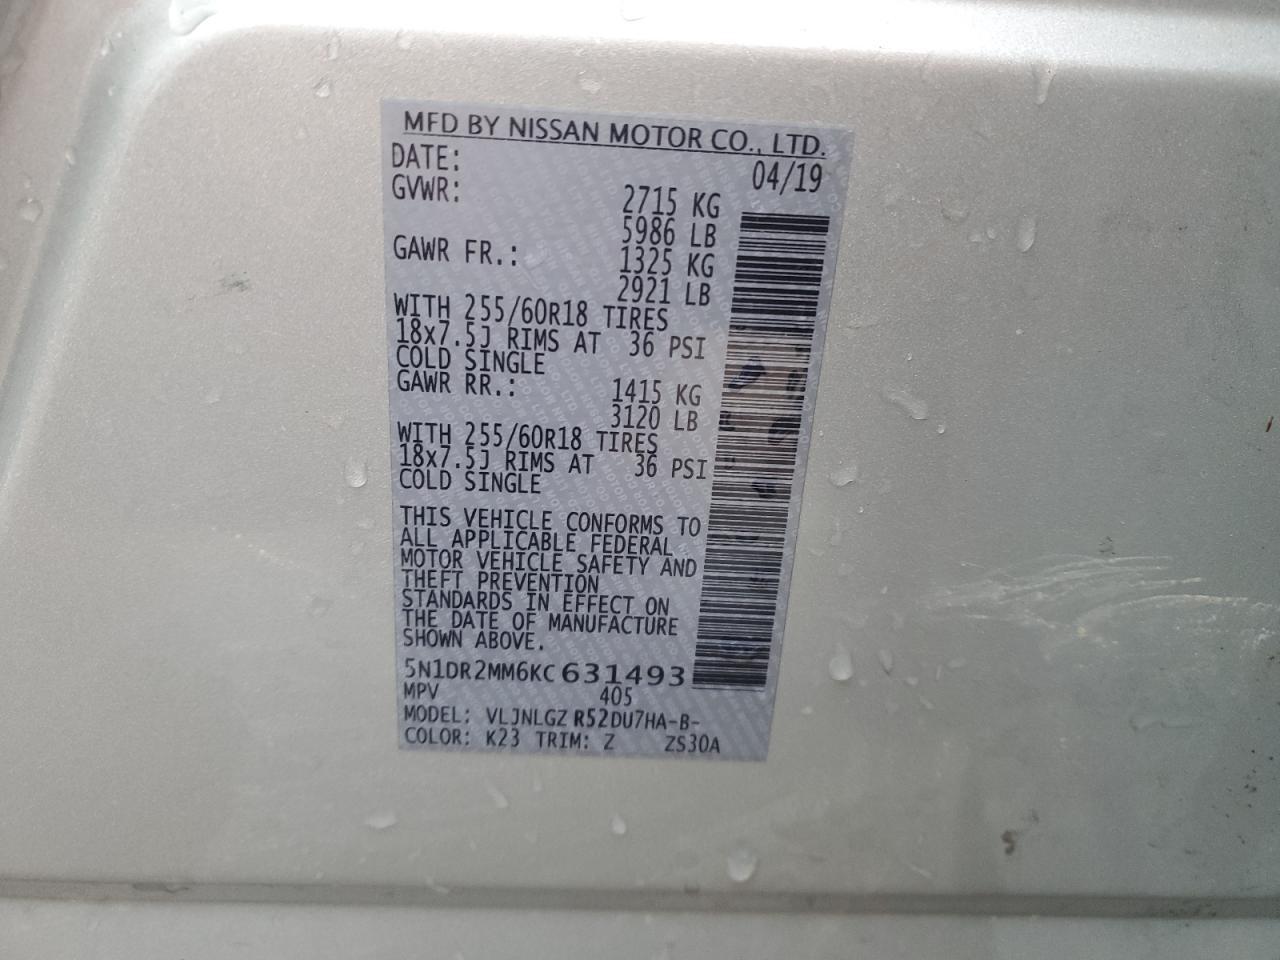 MFD BY NISSAN MOTOR CO., LTD.
DATE: 04/19
GVWR: 2715 KG
5986 LB
GAWR FR.: 1325 KG
2921 LB
WITH 255/60R18 TIRES
18x7.5J RIMS AT 36 PSI
COLD SINGLE
GAWR RR.: 1415 KG
3120 LB
WITH 255/60R18 TIRES
18x7.5J RIMS AT 36 PSI
COLD SINGLE
THIS VEHICLE CONFORMS TO
ALL APPLICABLE FEDERAL
MOTOR VEHICLE SAFETY AND
THEFT PREVENTION
STANDARDS IN EFFECT ON
THE DATE OF MANUFACTURE
SHOWN ABOVE.
5N1DR2MM6KC631493
MPV 405
MODEL: VLJNLGZ R52DU7HA-B-
COLOR: K23 TRIM: Z ZS30A